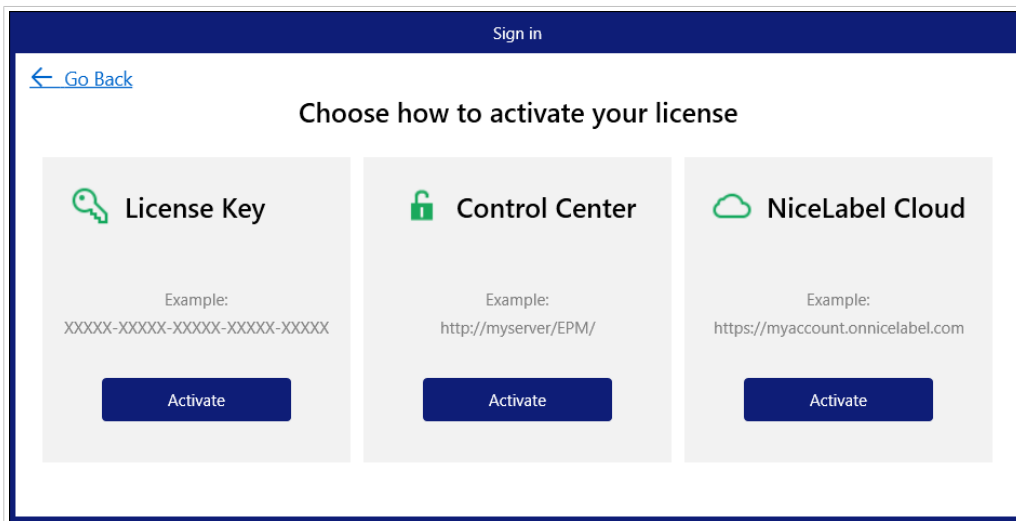 Sign in
Go Back
Choose how to activate your license
License Key
Example:
XXXXX-XXXXX-XXXXX-XXXXX-XXXXX
Activate
Control Center
Example:
http://myserver/EPM/
Activate
NiceLabel Cloud
Example:
https://myaccount.onnicelabel.com
Activate